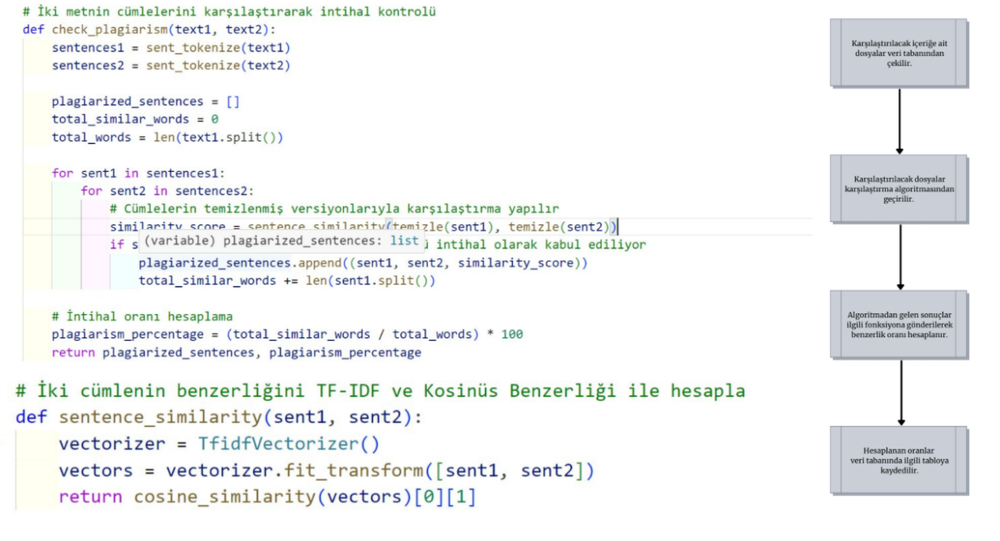 # İki metnin cümlelerini karşılaştırarak intihal kontrolü
def check_plagiarism(text1, text2):
    sentences1 = sent_tokenize(text1)
    sentences2 = sent_tokenize(text2)
    plagiarized_sentences = []
    total_similar_words = 0
    total_words = len(text1.split())
    for sent1 in sentences1:
        for sent2 in sentences2:
            # Cümlelerin temizlenmiş versiyonlarıyla karşılaştırma yapılır
            similarity_score = sentence_similarity(temizle(sent1), temizle(sent2))
            if s
(variable) plagiarized_sentences: list
intihal olarak kabul ediliyor
                plagiarized_sentences.append((sent1, sent2, similarity_score))
                total_similar_words += len(sent1.split())
    # İntihal oranı hesaplama
    plagiarism_percentage = (total_similar_words / total_words) * 100
    return plagiarized_sentences, plagiarism_percentage
# İki cümlenin benzerliğini TF-IDF ve Kosinüs Benzerliği ile hesapla
def sentence_similarity(sent1, sent2):
    vectorizer = TfidfVectorizer()
    vectors = vectorizer.fit_transform([sent1, sent2])
    return cosine_similarity(vectors)[0][1]
Karşılaştırılacak içeriğe ait
dosyalar veri tabanından
çekilir.
Karşılaştırılacak dosyalar
karşılaştırma algoritmasından
geçirilir.
Algoritmadan gelen sonuçlar
ilgili fonksiyona gönderilerek
benzerlik oranı hesaplanır.
Hesaplanan oranlar
veri tabanında ilgili tabloya
kaydedilir.